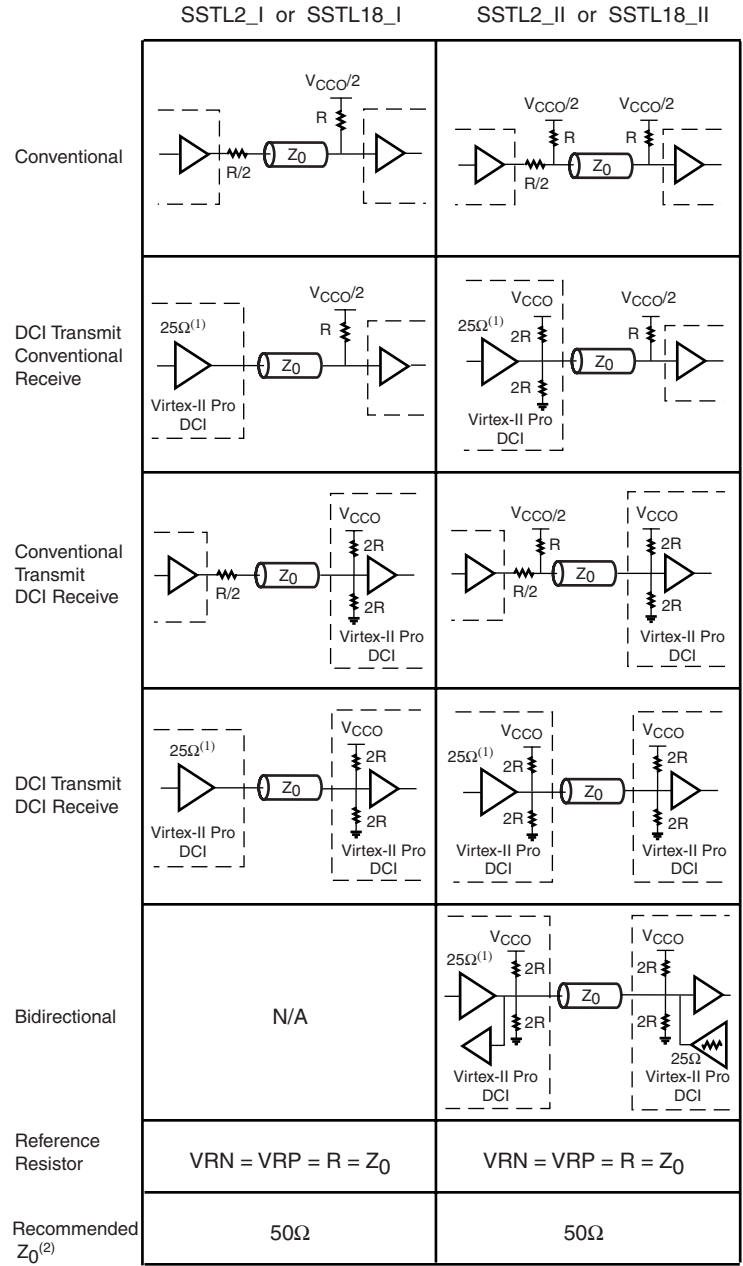 SSTL2_I or SSTL18_I
SSTL2_II or SSTL18_II
Conventional
VCCO/2
R
R/2
Z0
VCCO/2
VCCO/2
R
R
R/2
Z0
DCI Transmit
Conventional
Receive
25Ω(1)
Virtex-II Pro
DCI
Z0
VCCO/2
R
25Ω(1)
VCCO
2R
2R
Virtex-II Pro
DCI
Z0
VCCO/2
R
Conventional
Transmit
DCI Receive
R/2
Z0
VCCO
2R
2R
Virtex-II Pro
DCI
VCCO/2
R
R/2
Z0
VCCO
2R
2R
Virtex-II Pro
DCI
DCI Transmit
DCI Receive
25Ω(1)
Virtex-II Pro
DCI
Z0
VCCO
2R
2R
Virtex-II Pro
DCI
25Ω(1)
VCCO
2R
2R
Virtex-II Pro
DCI
Z0
VCCO
2R
2R
Virtex-II Pro
DCI
Bidirectional
N/A
25Ω(1)
VCCO
2R
2R
Virtex-II Pro
DCI
Z0
VCCO
2R
2R
25Ω
Virtex-II Pro
DCI
Reference
Resistor
VRN = VRP = R = Z0
VRN = VRP = R = Z0
Recommended
Z0(2)
50Ω
50Ω